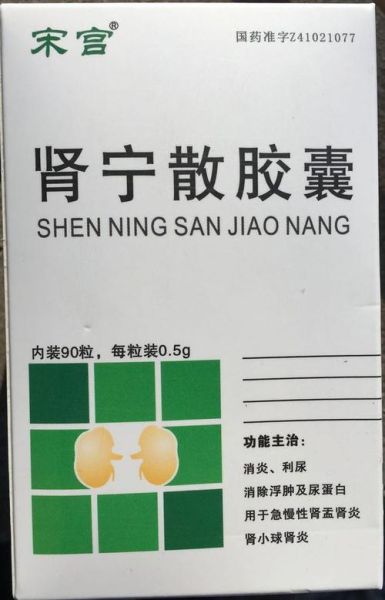 宋宫®
国药准字Z41021077
肾宁散胶囊
SHEN NING SAN JIAO NANG
内装90粒，每粒装0.5g
功能主治：
消炎、利尿
消除浮肿及尿蛋白
用于急慢性肾盂肾炎
肾小球肾炎